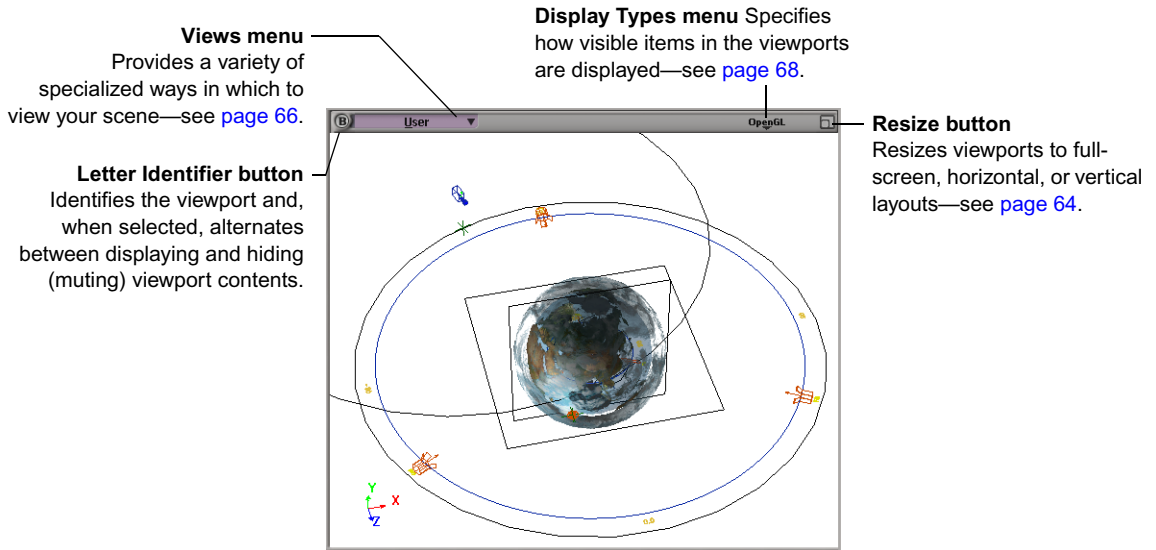 Views menu
Provides a variety of
specialized ways in which to
view your scene—see page 66.
Display Types menu Specifies
how visible items in the viewports
are displayed—see page 68.
Letter Identifier button
Identifies the viewport and,
when selected, alternates
between displaying and hiding
(muting) viewport contents.
Resize button
Resizes viewports to full-
screen, horizontal, or vertical
layouts—see page 64.
B
User
OpenGL
Y
X
Z
0.0